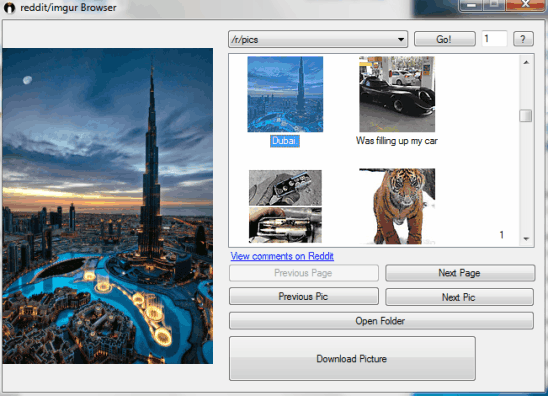 reddit/imgur Browser
/r/pics
Go!
1
?
Dubai.
Was filling up my car
1
View comments on Reddit
Previous Page
Next Page
Previous Pic
Next Pic
Open Folder
Download Picture